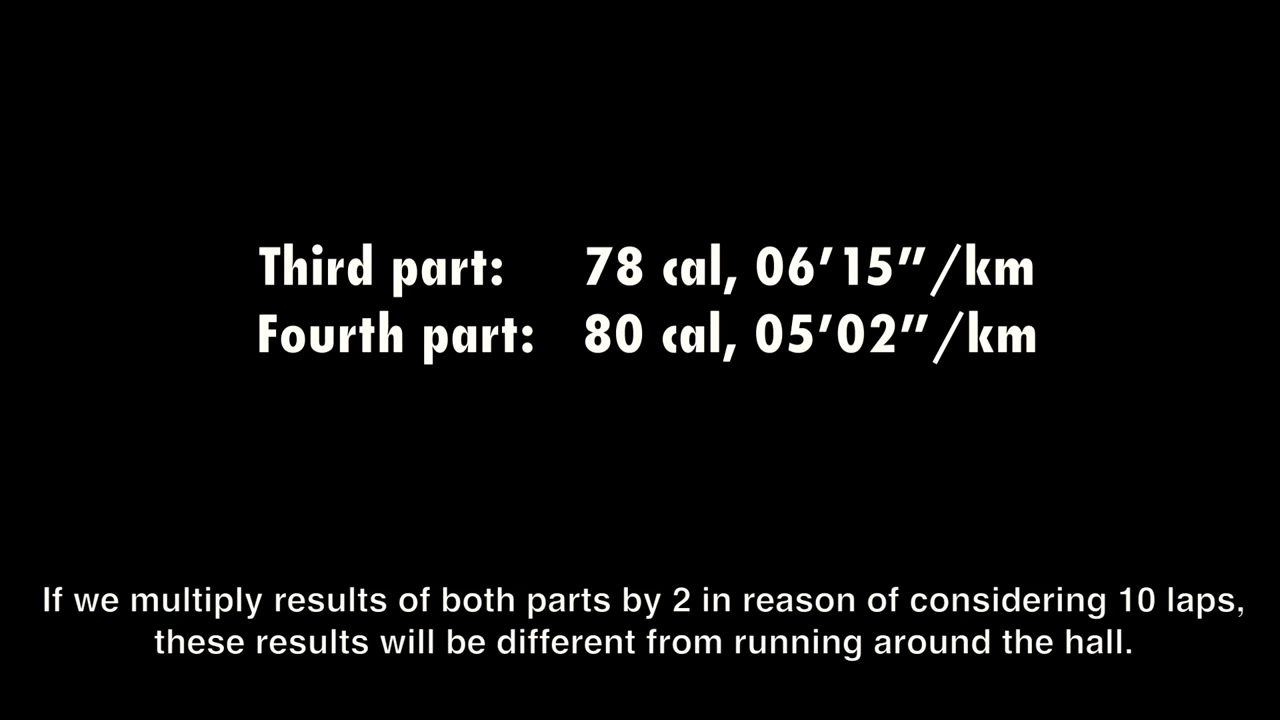 Third part: 78 cal, 06’15”/km
Fourth part: 80 cal, 05’02”/km
If we multiply results of both parts by 2 in reason of considering 10 laps,
these results will be different from running around the hall.